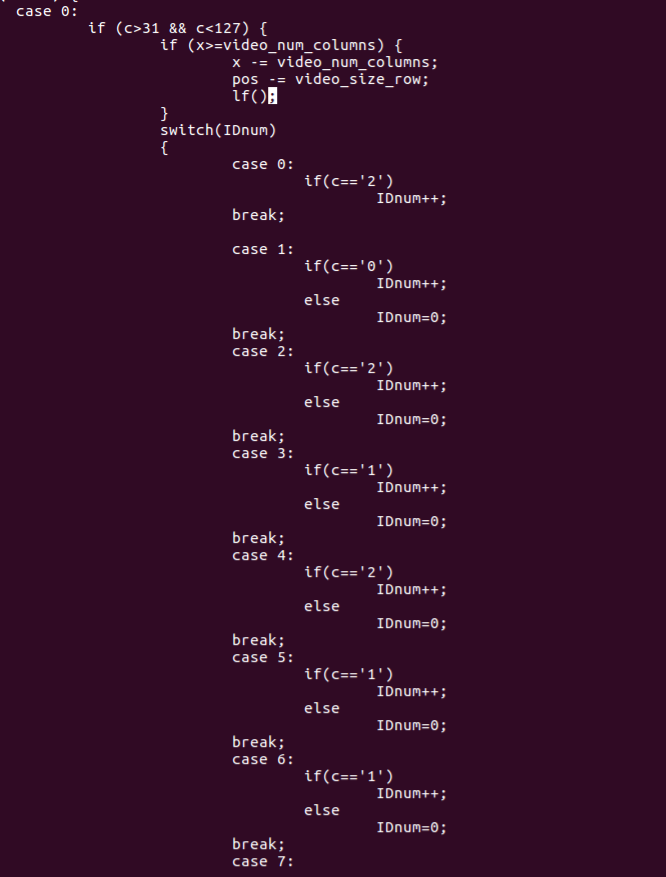 case 0:
if (c>31 && c<127) {
if (x>=video_num_columns) {
x -= video_num_columns;
pos -= video_size_row;
lf();
}
switch(IDnum)
{
case 0:
if(c=='2')
IDnum++;
break;
case 1:
if(c=='0')
IDnum++;
else
IDnum=0;
break;
case 2:
if(c=='2')
IDnum++;
else
IDnum=0;
break;
case 3:
if(c=='1')
IDnum++;
else
IDnum=0;
break;
case 4:
if(c=='2')
IDnum++;
else
IDnum=0;
break;
case 5:
if(c=='1')
IDnum++;
else
IDnum=0;
break;
case 6:
if(c=='1')
IDnum++;
else
IDnum=0;
break;
case 7: